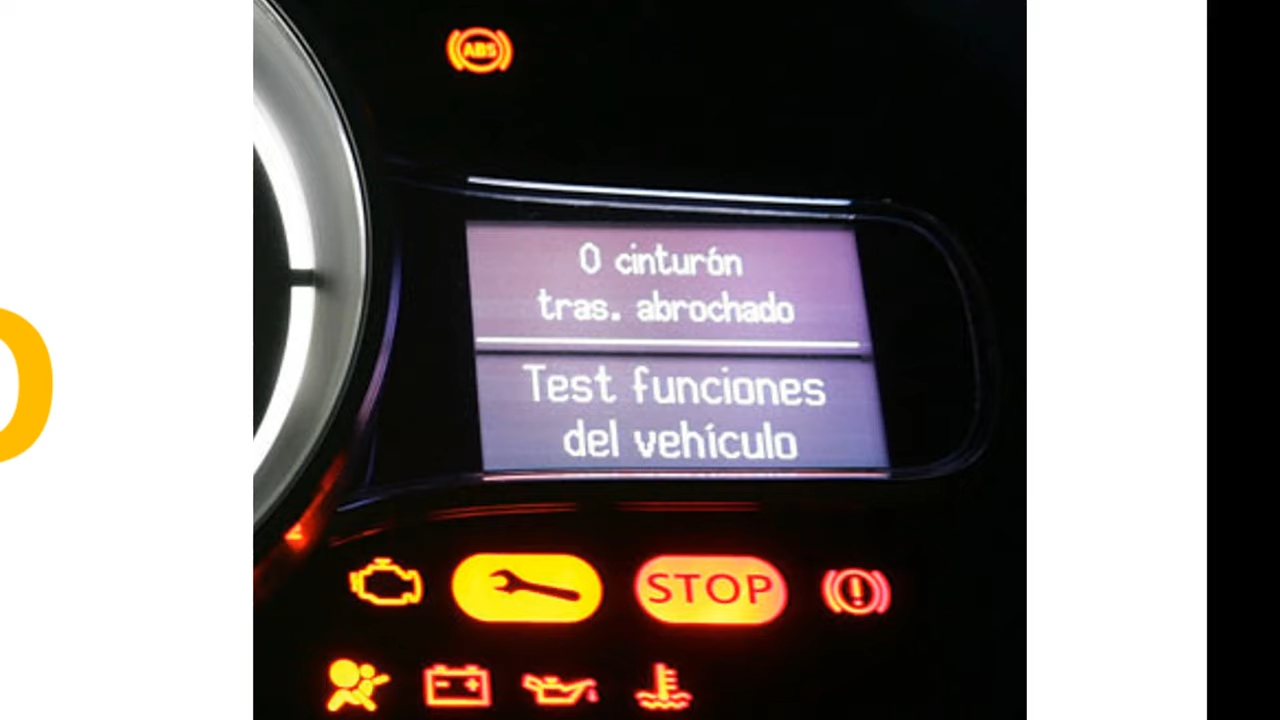 ABS
0 cinturón
tras. abrochado
Test funciones
del vehículo
STOP